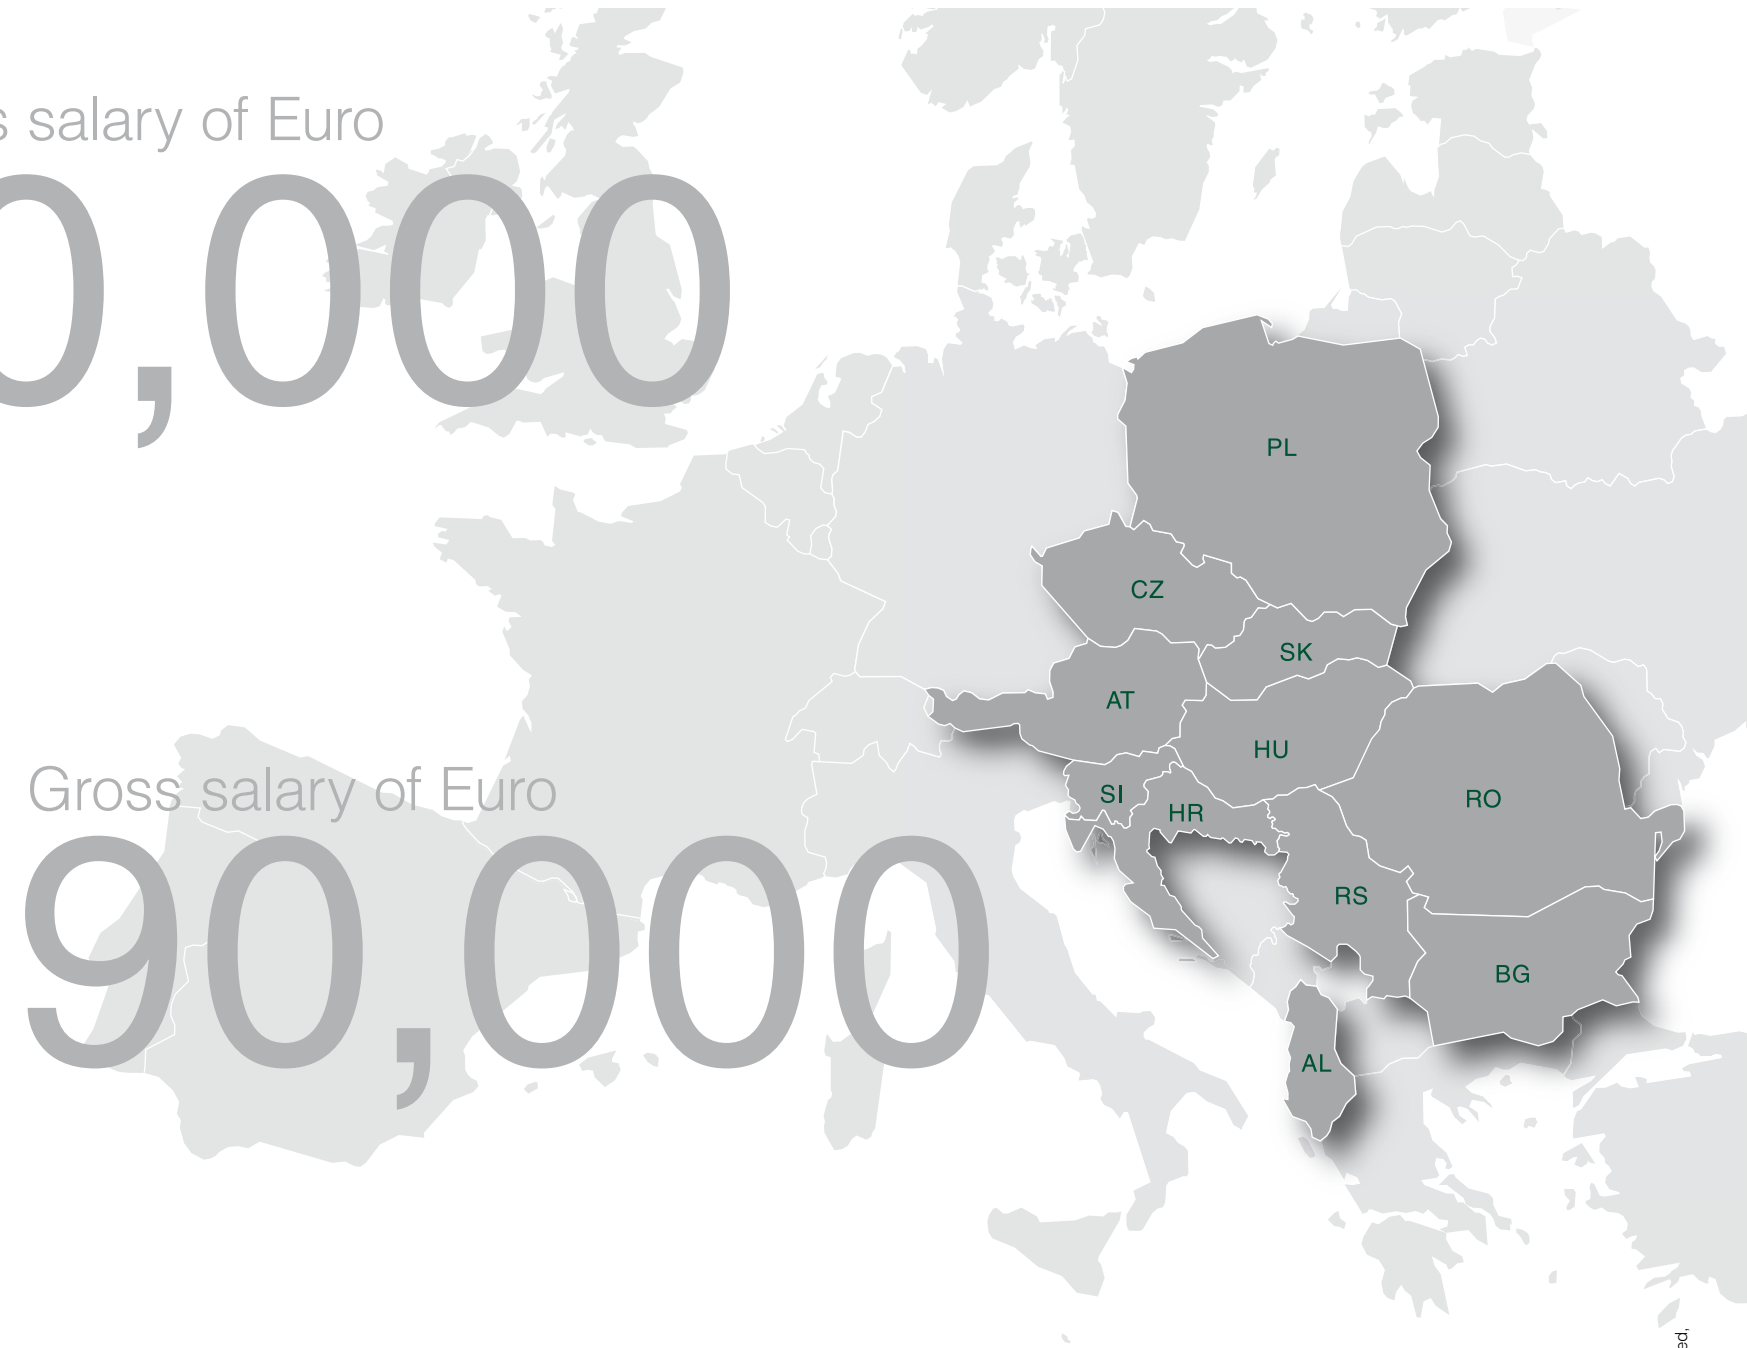 s salary of Euro
0,000
PL
CZ
SK
AT
HU
SI
HR
RO
RS
BG
AL
Gross salary of Euro
90,000
ed,